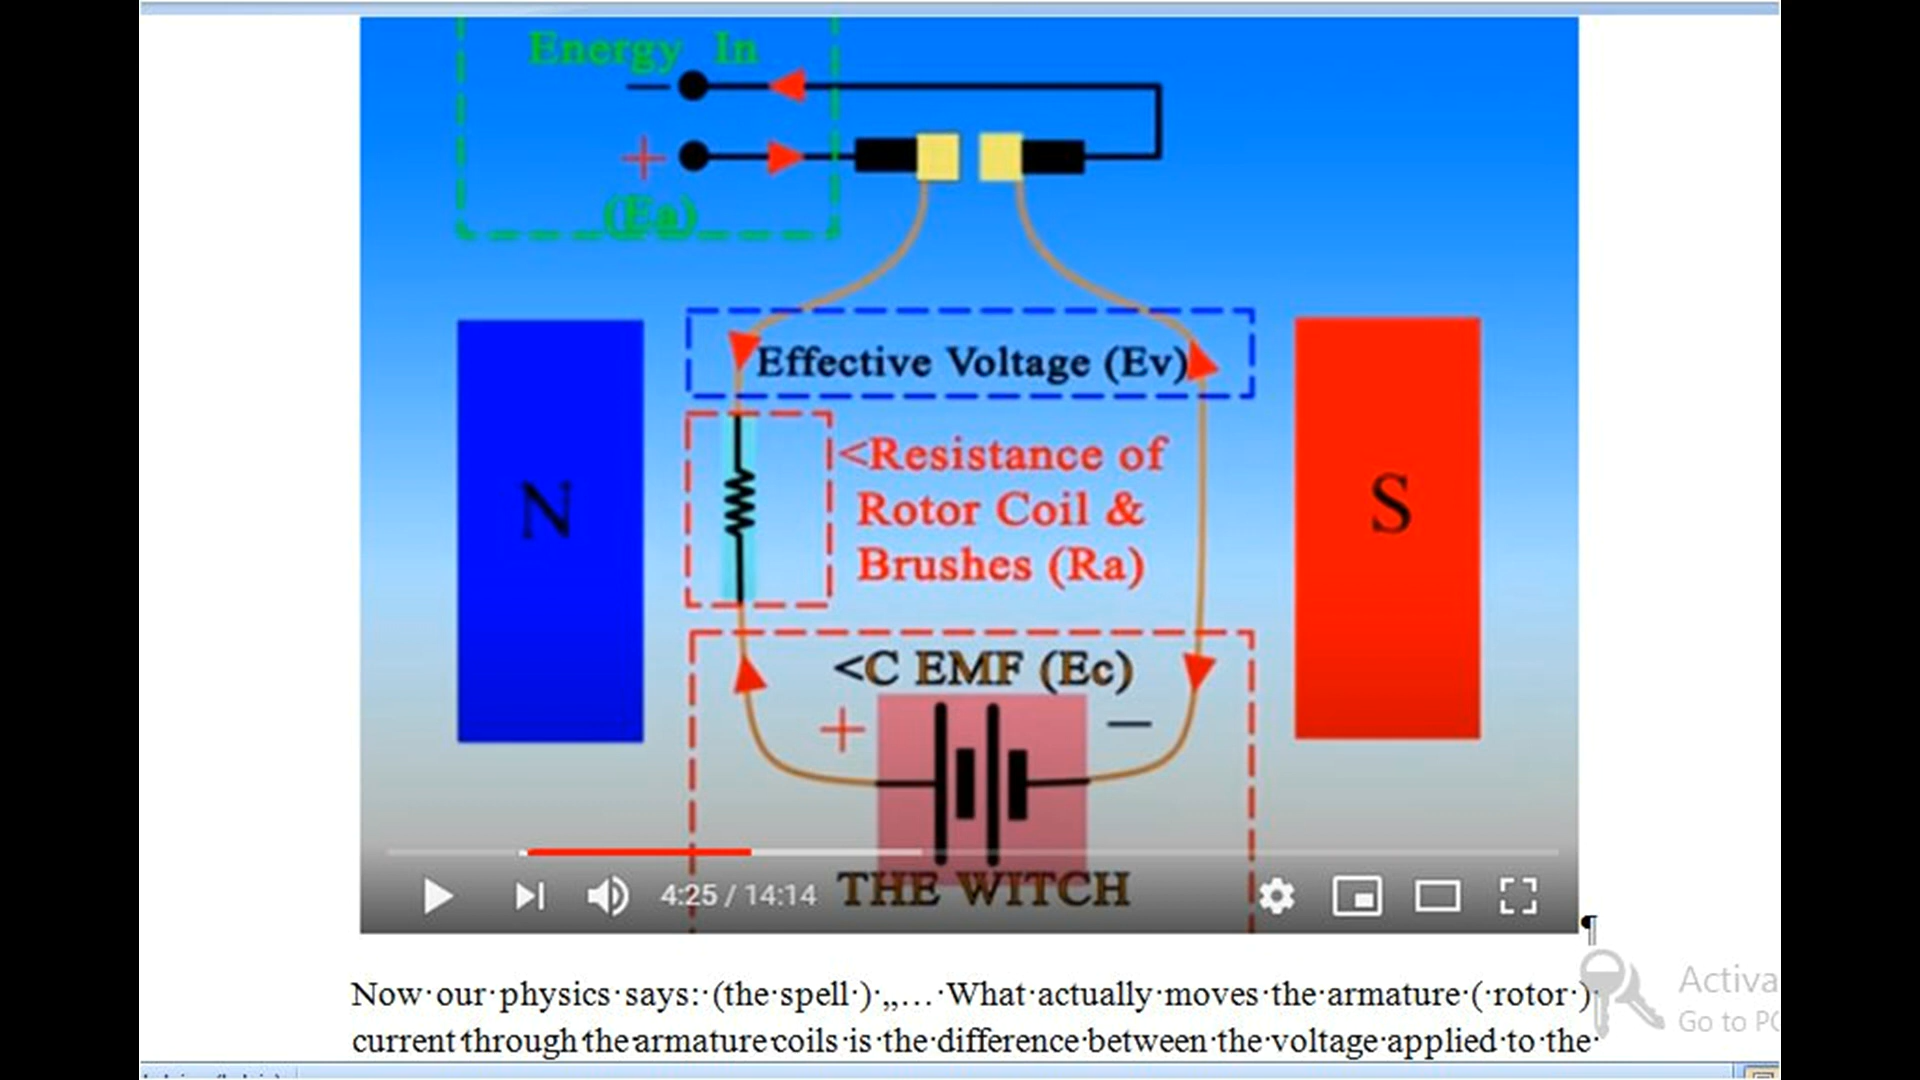 Energy In
—
+
(Ea)
Effective Voltage (Ev)
N
<Resistance of
Rotor Coil &
Brushes (Ra)
S
<C EMF (Ec)
+ —
THE WITCH
4:25 / 14:14
¶
Now·our·physics·says:·(the·spell·)·„…·What·actually·moves·the·armature·(·rotor·)·
current·through·the·armature·coils·is·the·difference·between·the·voltage·applied·to·the·
Activa
Go to PC